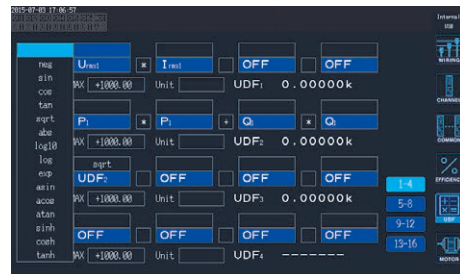 2015-07-03 17:06:57
Internal
USB
WIRING
neg
sin
cos
tan
sqrt
abs
log10
log
exp
asin
acos
atan
sinh
cosh
tanh
Urms1 * Irms1 OFF OFF
MAX +1000.00 Unit UDF1 0.00000k
CHANNEL
P1 * P1 + Q1 * Q1
MAX +1000.00 Unit UDF2 0.00000k
COMMON
sqrt
UDF2 OFF OFF OFF
MAX +1000.00 Unit UDF3 0.00000k
EFFICIENC
1-4
5-8
9-12
13-16
UDF
OFF OFF OFF OFF
MAX +1000.00 Unit UDF4 -------
MOTOR